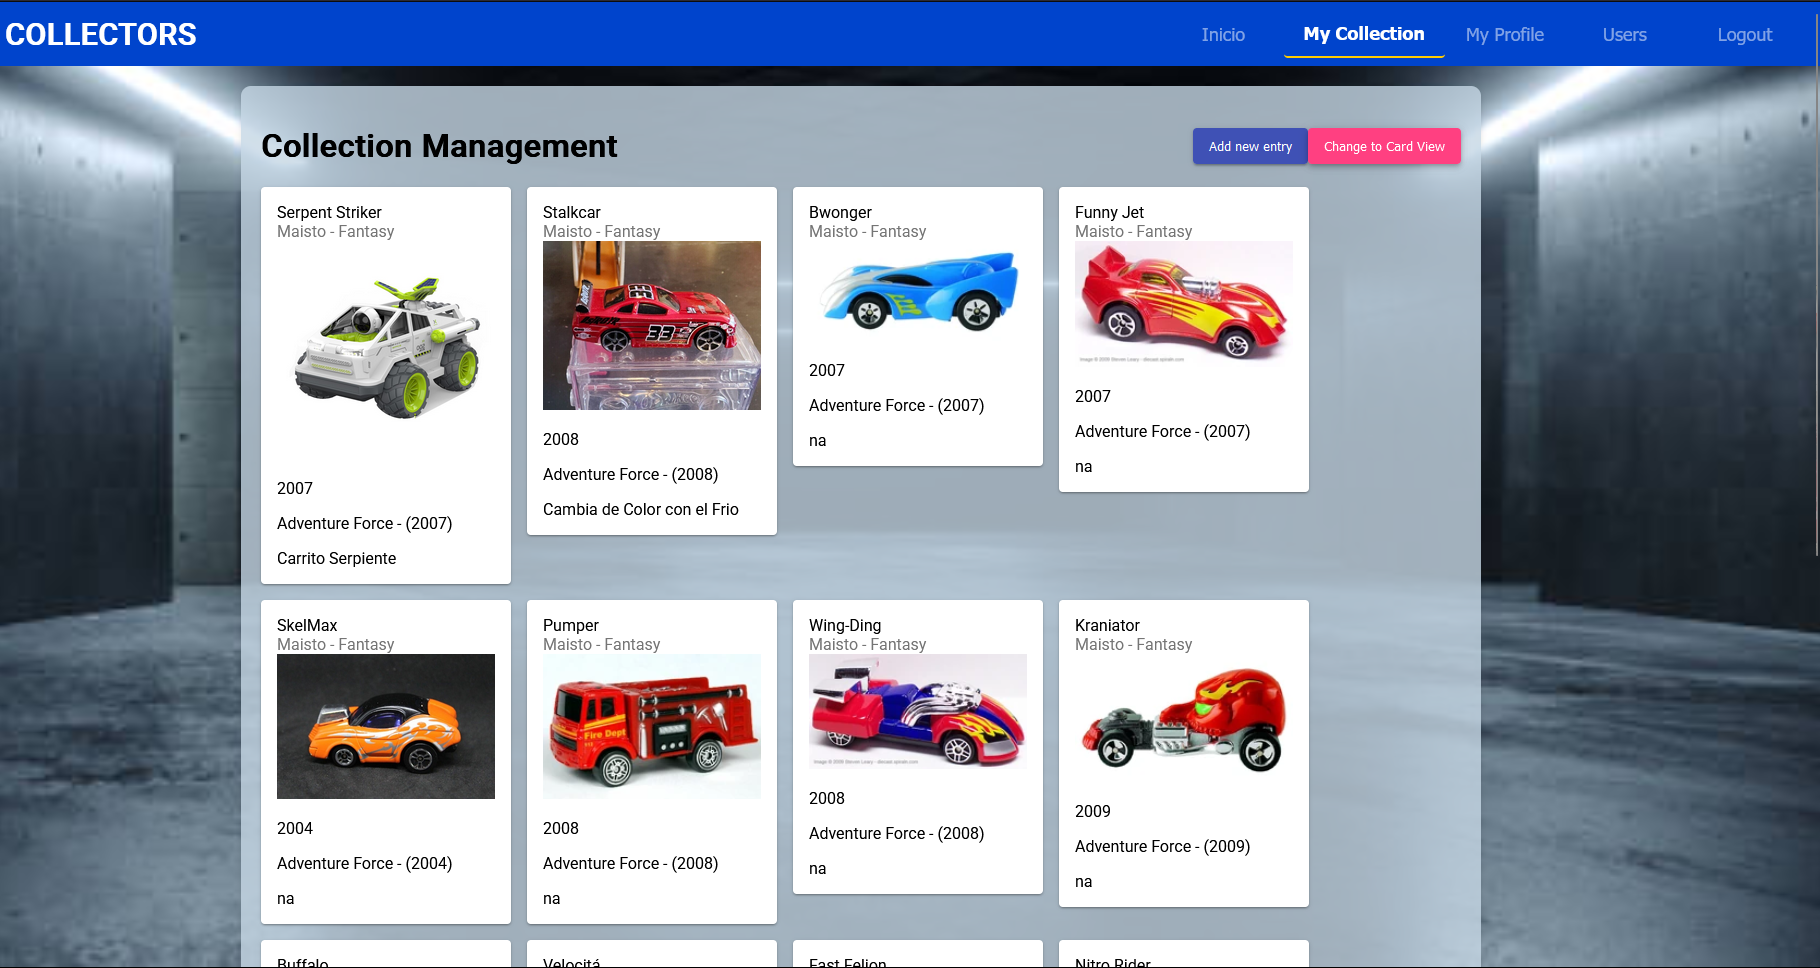 COLLECTORS
Inicio
My Collection
My Profile
Users
Logout
Collection Management
Add new entry
Change to Card View
Serpent Striker
Maisto - Fantasy
2007
Adventure Force - (2007)
Carrito Serpiente
Stalkcar
Maisto - Fantasy
33
33
2008
Adventure Force - (2008)
Cambia de Color con el Frio
Bwonger
Maisto - Fantasy
2007
Adventure Force - (2007)
na
Funny Jet
Maisto - Fantasy
2007
Adventure Force - (2007)
na
SkelMax
Maisto - Fantasy
2004
Adventure Force - (2004)
na
Pumper
Maisto - Fantasy
Fire Dept
2008
Adventure Force - (2008)
na
Wing-Ding
Maisto - Fantasy
2008
Adventure Force - (2008)
na
Kraniator
Maisto - Fantasy
2009
Adventure Force - (2009)
na
Buffalo
Velocitá
Fast Felion
Nitro Rider